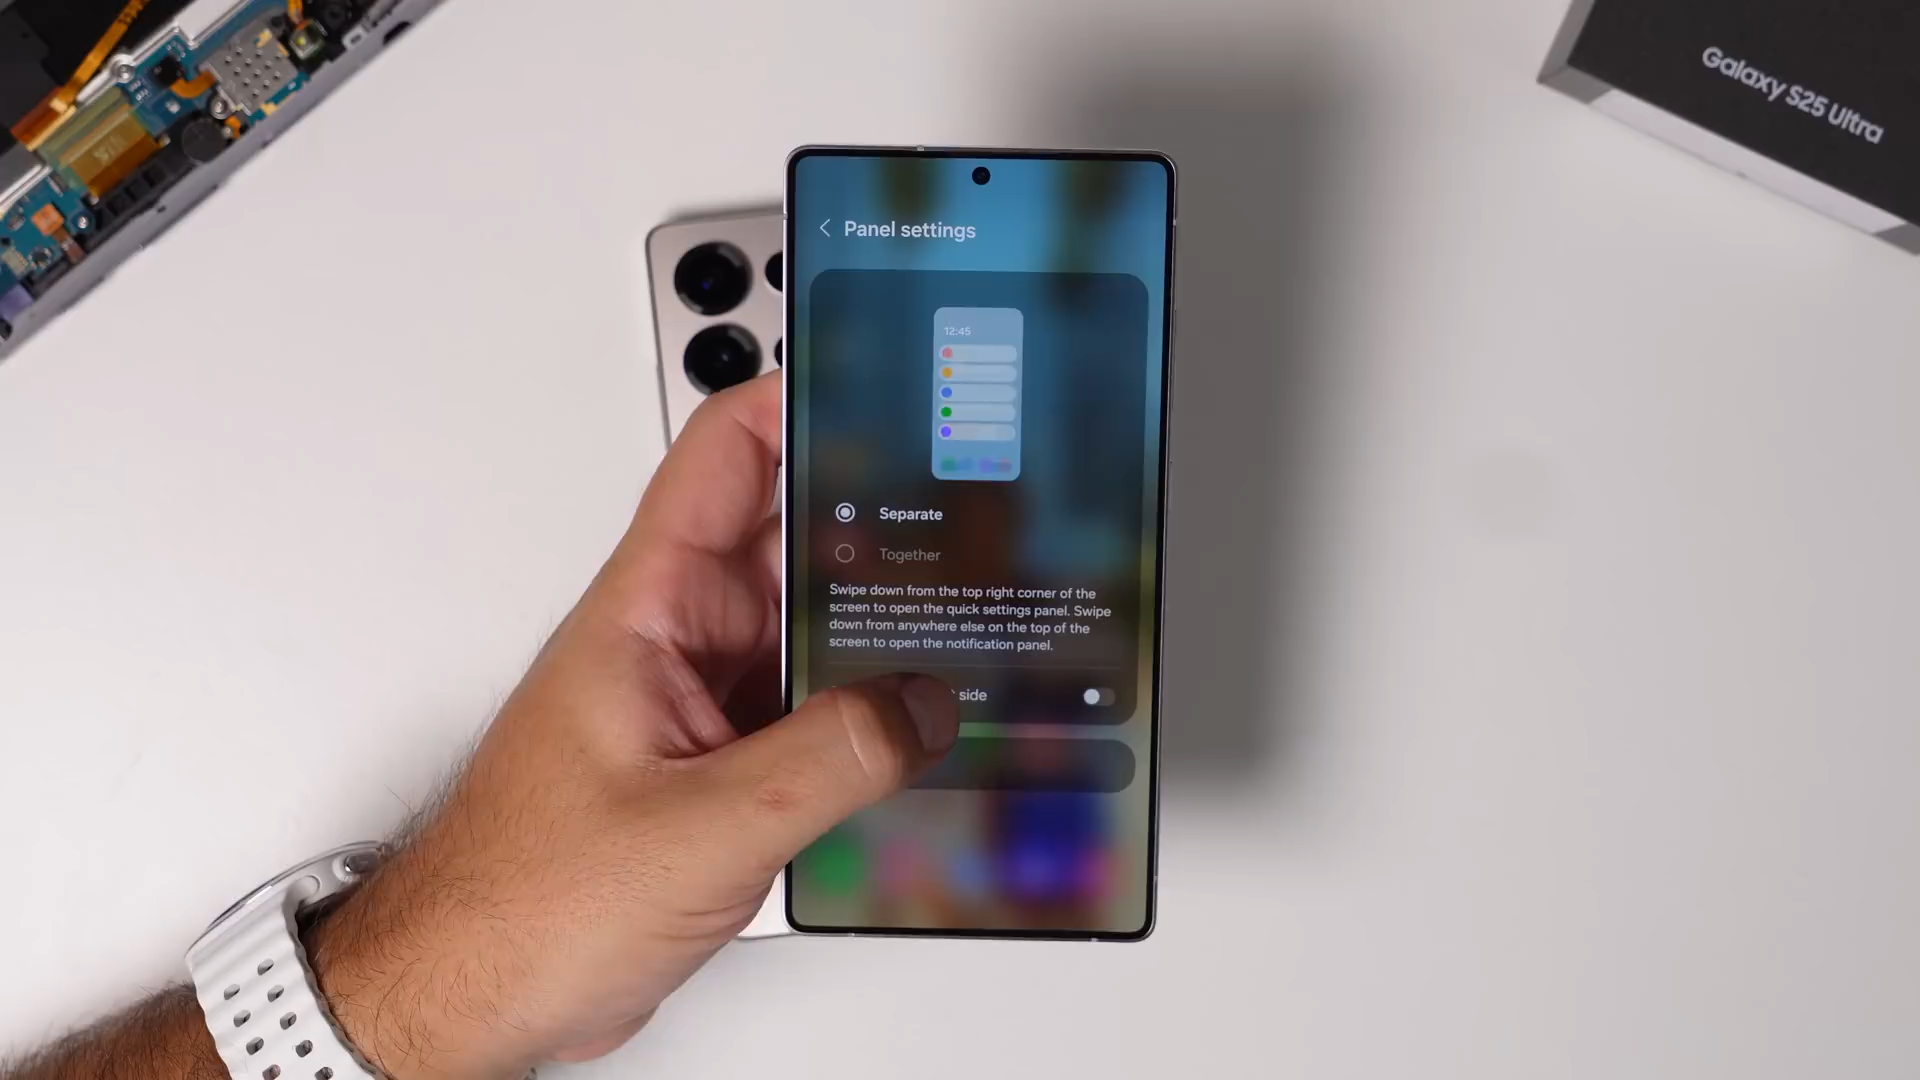 Galaxy S25 Ultra
Panel settings
12:45
Separate
Together
Swipe down from the top right corner of the
screen to open the quick settings panel. Swipe
down from anywhere else on the top of the
screen to open the notification panel.
side